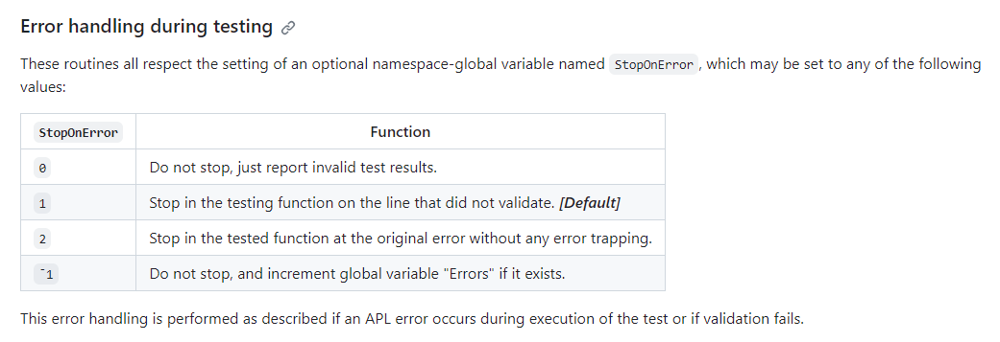 Error handling during testing
These routines all respect the setting of an optional namespace-global variable named StopOnError, which may be set to any of the following
values:
StopOnError Function
0 Do not stop, just report invalid test results.
1 Stop in the testing function on the line that did not validate. [Default]
2 Stop in the tested function at the original error without any error trapping.
¯1 Do not stop, and increment global variable "Errors" if it exists.
This error handling is performed as described if an APL error occurs during execution of the test or if validation fails.